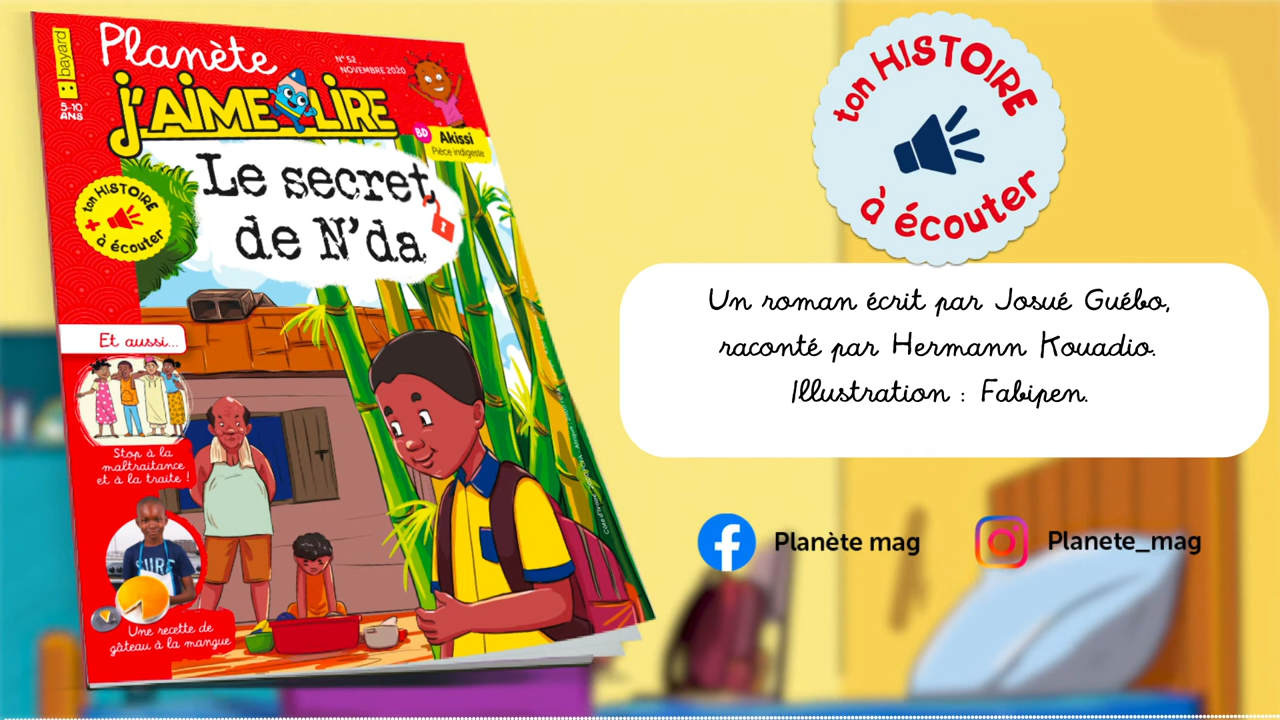 bayard
Planète
N° 52
NOVEMBRE 2020
j'AIME LIRE
5-10
ANS
BD
Akissi
Pièce indigeste
Le secret
de N'da
ton HISTOIRE
+
à écouter
Et aussi...
Stop à la
maltraitance
et à la traite !
SURF
Une recette de
gâteau à la mangue
ton HISTOIRE
à écouter
Un roman écrit par Josué Guébo,
raconté par Hermann Kouadio.
Illustration : Fabipen.
Planète mag
Planete_mag